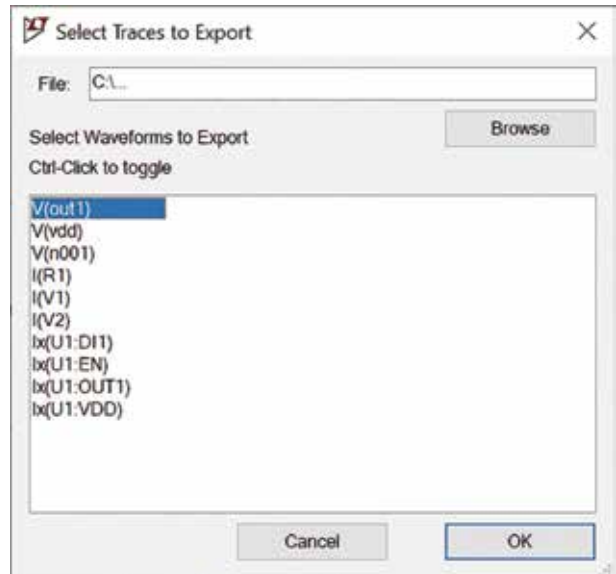 Select Traces to Export
File: C:\...
Browse
Select Waveforms to Export
Ctrl-Click to toggle
V(out1)
V(vdd)
V(n001)
I(R1)
I(V1)
I(V2)
Ix(U1:DI1)
Ix(U1:EN)
Ix(U1:OUT1)
Ix(U1:VDD)
Cancel OK